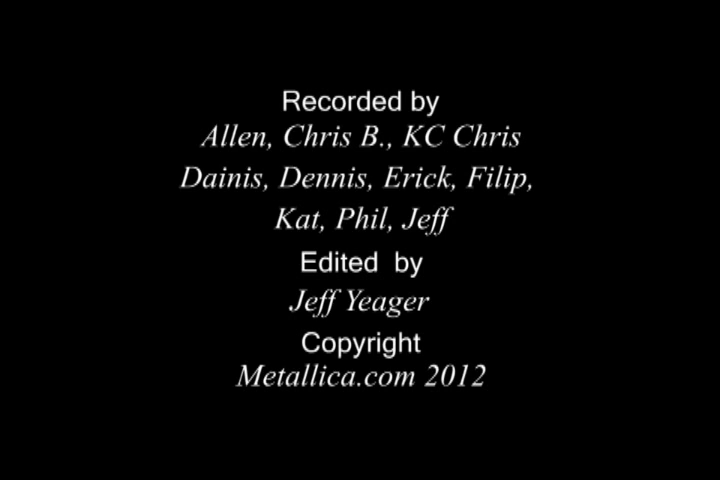 Recorded by
Allen, Chris B., KC Chris
Dainis, Dennis, Erick, Filip,
Kat, Phil, Jeff
Edited by
Jeff Yeager
Copyright
Metallica.com 2012